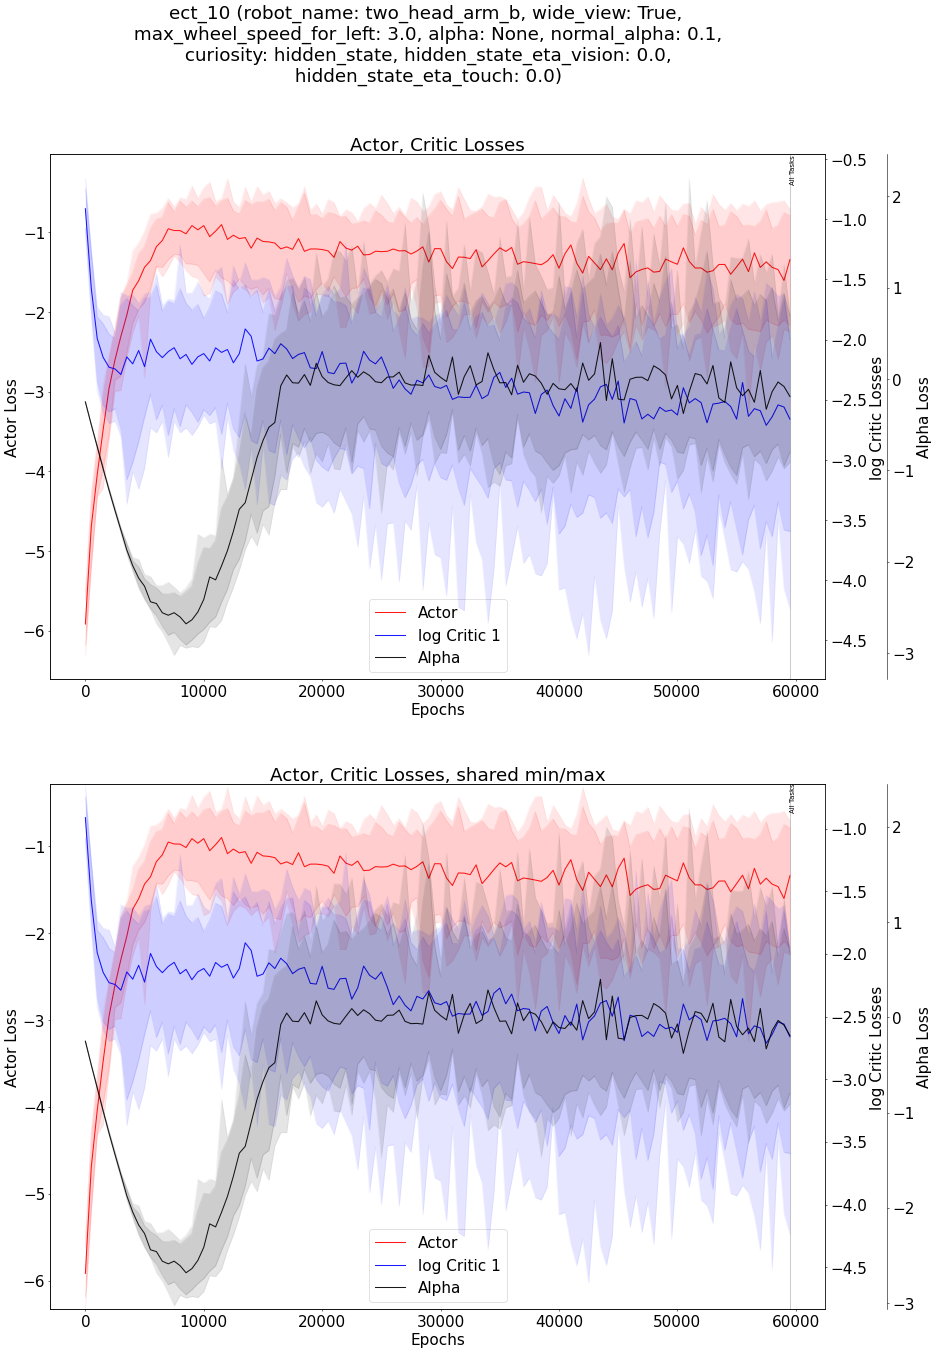 ect_10 (robot_name: two_head_arm_b, wide_view: True,
max_wheel_speed_for_left: 3.0, alpha: None, normal_alpha: 0.1,
curiosity: hidden_state, hidden_state_eta_vision: 0.0,
hidden_state_eta_touch: 0.0)
Actor, Critic Losses
All Tasks
−1
−2
−3
−4
−5
−6
Actor Loss
−0.5
−1.0
−1.5
−2.0
−2.5
−3.0
−3.5
−4.0
−4.5
log Critic Losses
2
1
0
−1
−2
−3
Alpha Loss
Actor
log Critic 1
Alpha
0
10000
20000
30000
40000
50000
60000
Epochs
Actor, Critic Losses, shared min/max
All Tasks
−1
−2
−3
−4
−5
−6
Actor Loss
−1.0
−1.5
−2.0
−2.5
−3.0
−3.5
−4.0
−4.5
log Critic Losses
2
1
0
−1
−2
−3
Alpha Loss
Actor
log Critic 1
Alpha
0
10000
20000
30000
40000
50000
60000
Epochs